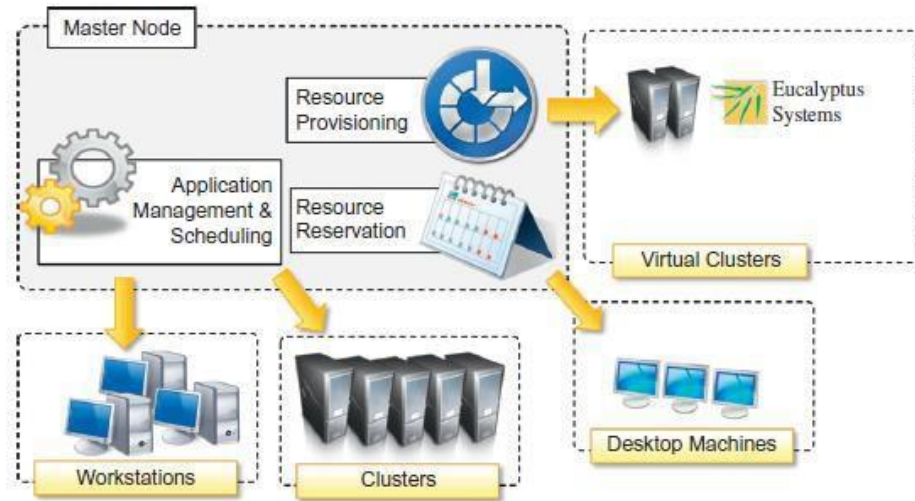 Master Node
Resource
Provisioning
Eucalyptus
Systems
Application
Management &
Scheduling
Resource
Reservation
Virtual Clusters
Workstations
Clusters
Desktop Machines